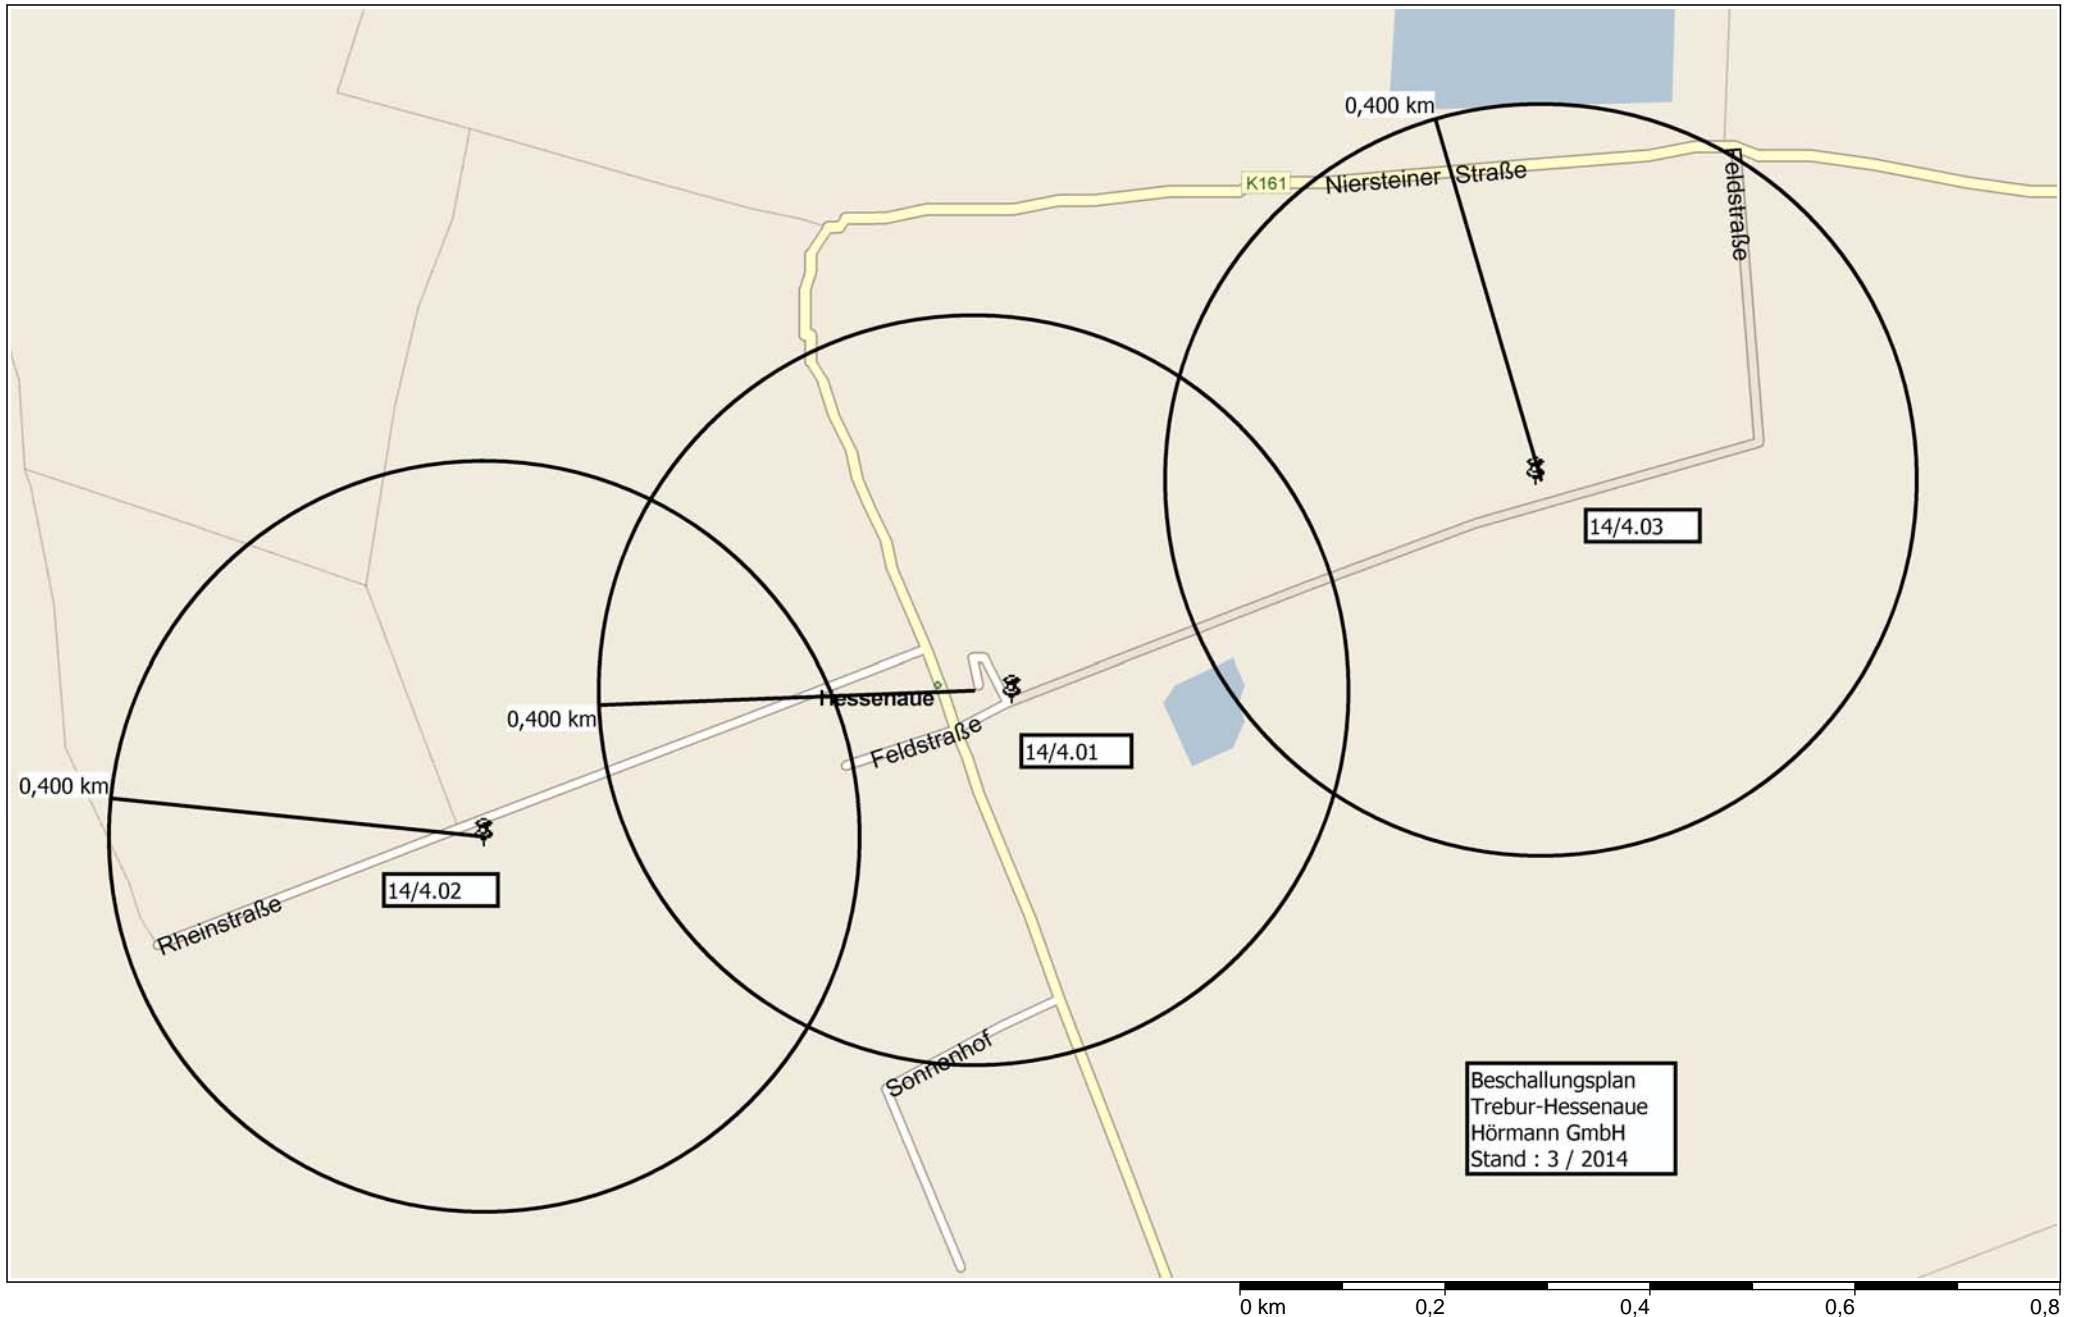 0,400 km
K161
Niersteiner Straße
Feldstraße
14/4.03
Hessenaue
0,400 km
Feldstraße
14/4.01
0,400 km
14/4.02
Rheinstraße
Sonnenhof
Beschallungsplan
Trebur-Hessenaue
Hörmann GmbH
Stand : 3 / 2014
0 km 0,2 0,4 0,6 0,8